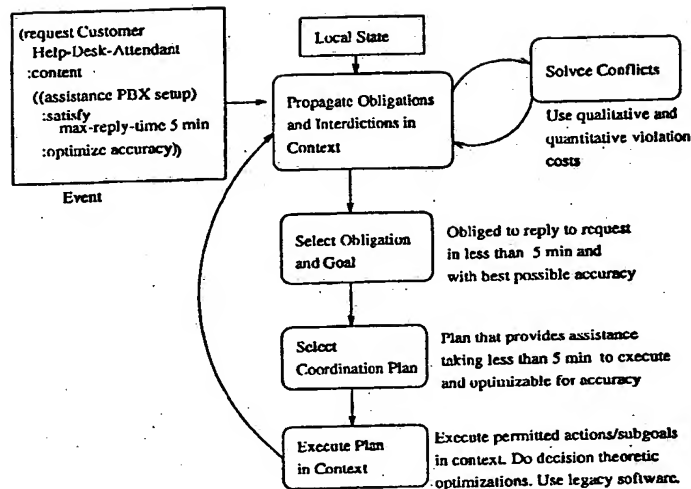 (request Customer
Help-Desk-Attendant
:content
((assistance PBX setup)
:satisfy
max-reply-time 5 min
:optimize accuracy))
Event
Local State
Propagate Obligations
and Interdictions in
Context
Solvee Conflicts
Use qualitative and
quantitative violation
costs
Select Obligation
and Goal
Obliged to reply to request
in less than 5 min and
with best possible accuracy
Select
Coordination Plan
Plan that provides assistance
taking less than 5 min to execute
and optimizable for accuracy
Execute Plan
in Context
Execute permitted actions/subgoals
in context. Do decision theoretic
optimizations. Use legacy software.